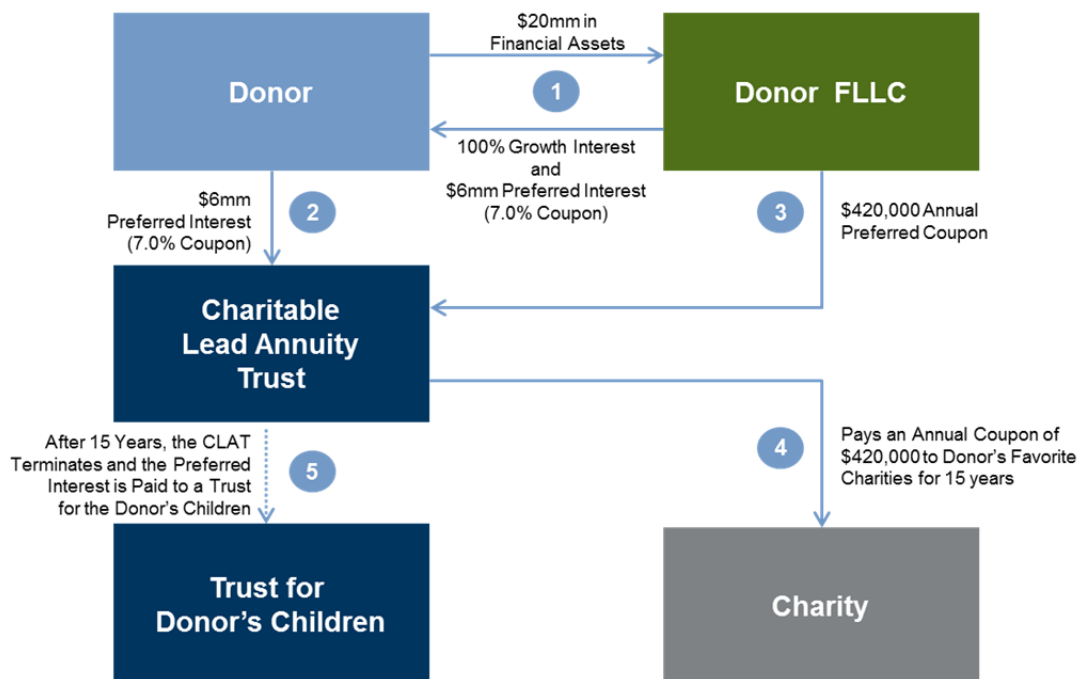 Donor
$20mm in
Financial Assets
1
Donor FLLC
100% Growth Interest
and
$6mm Preferred Interest
(7.0% Coupon)
$6mm
Preferred Interest
(7.0% Coupon)
2
3
$420,000 Annual
Preferred Coupon
Charitable
Lead Annuity
Trust
After 15 Years, the CLAT
Terminates and the Preferred
Interest is Paid to a Trust
for the Donor's Children
5
4
Pays an Annual Coupon of
$420,000 to Donor's Favorite
Charities for 15 years
Trust for
Donor's Children
Charity